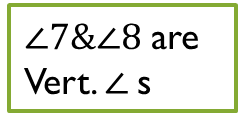 ∠7&∠8 are
Vert. ∠ s